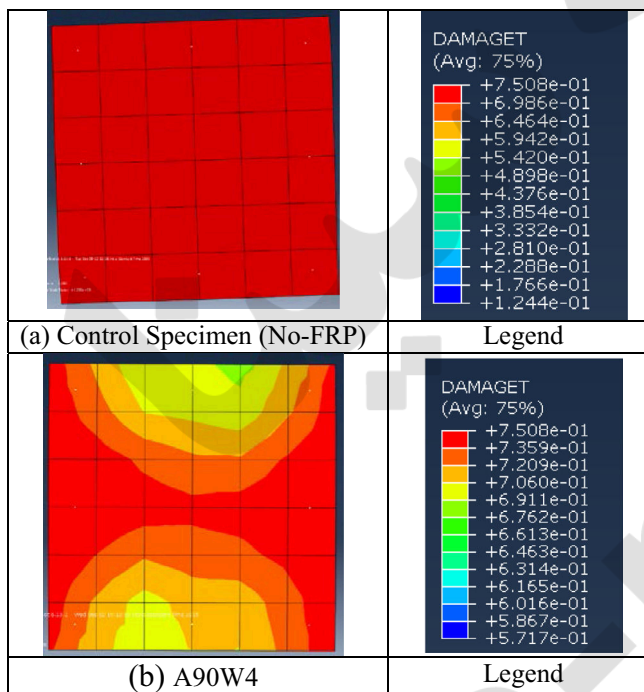 DAMAGET
(Avg: 75%)
+7.508e-01
+6.986e-01
+6.464e-01
+5.942e-01
+5.420e-01
+4.898e-01
+4.376e-01
+3.854e-01
+3.332e-01
+2.810e-01
+2.288e-01
+1.766e-01
+1.244e-01
(a) Control Specimen (No-FRP)
Legend
DAMAGET
(Avg: 75%)
+7.508e-01
+7.359e-01
+7.209e-01
+7.060e-01
+6.911e-01
+6.762e-01
+6.613e-01
+6.463e-01
+6.314e-01
+6.165e-01
+6.016e-01
+5.867e-01
+5.717e-01
(b) A90W4
Legend